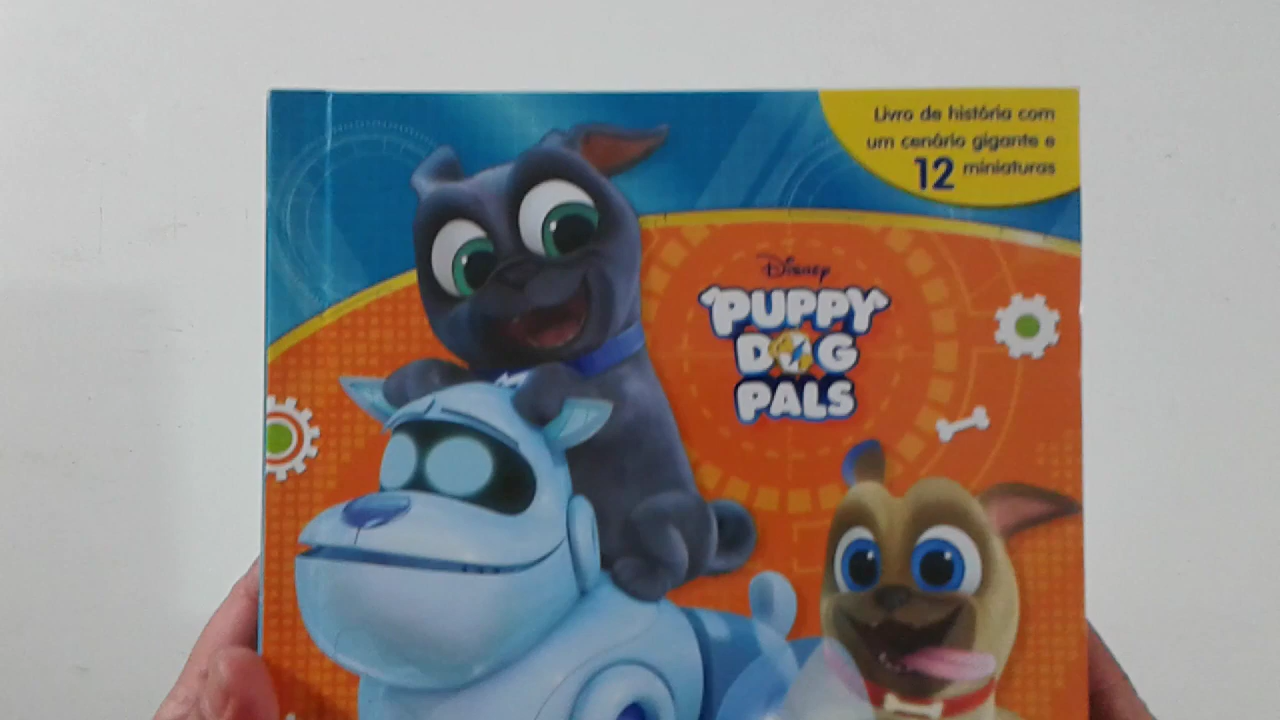 Livro de história com
um cenário gigante e
12 miniaturas
Disney
PUPPY
DOG
PALS